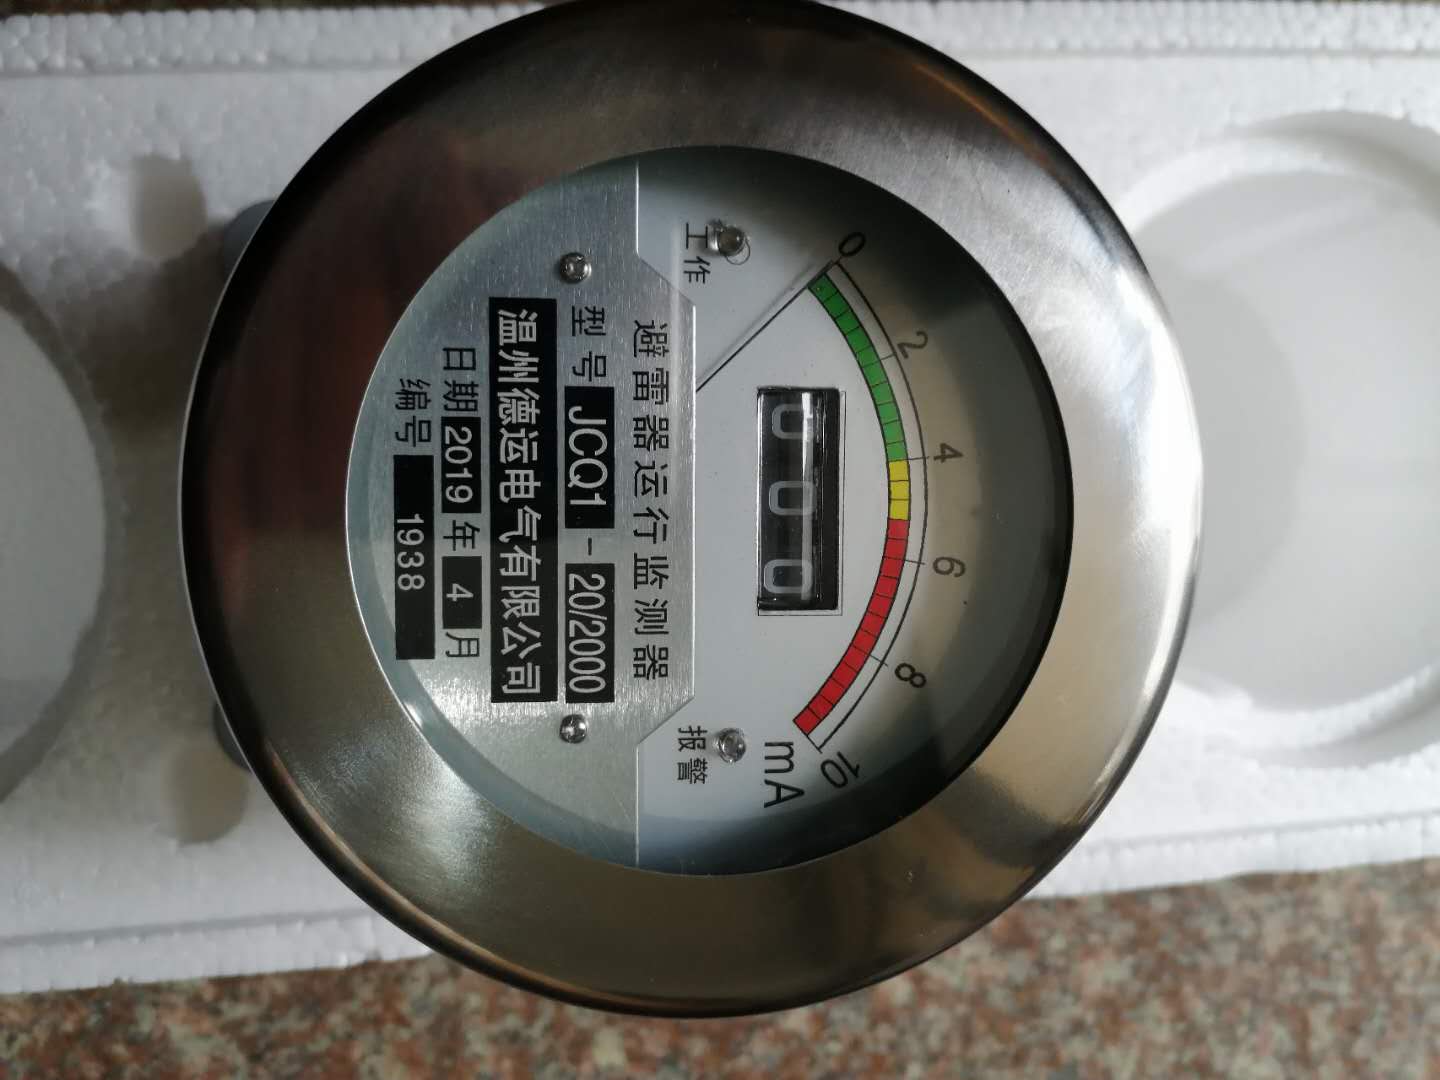 0 2 4 6 8 10
mA
000
工作
报警
避雷器运行监测器
型号 JCQ1 - 20/2000
温州德运电气有限公司
日期 2019 年 4 月
编号 1938